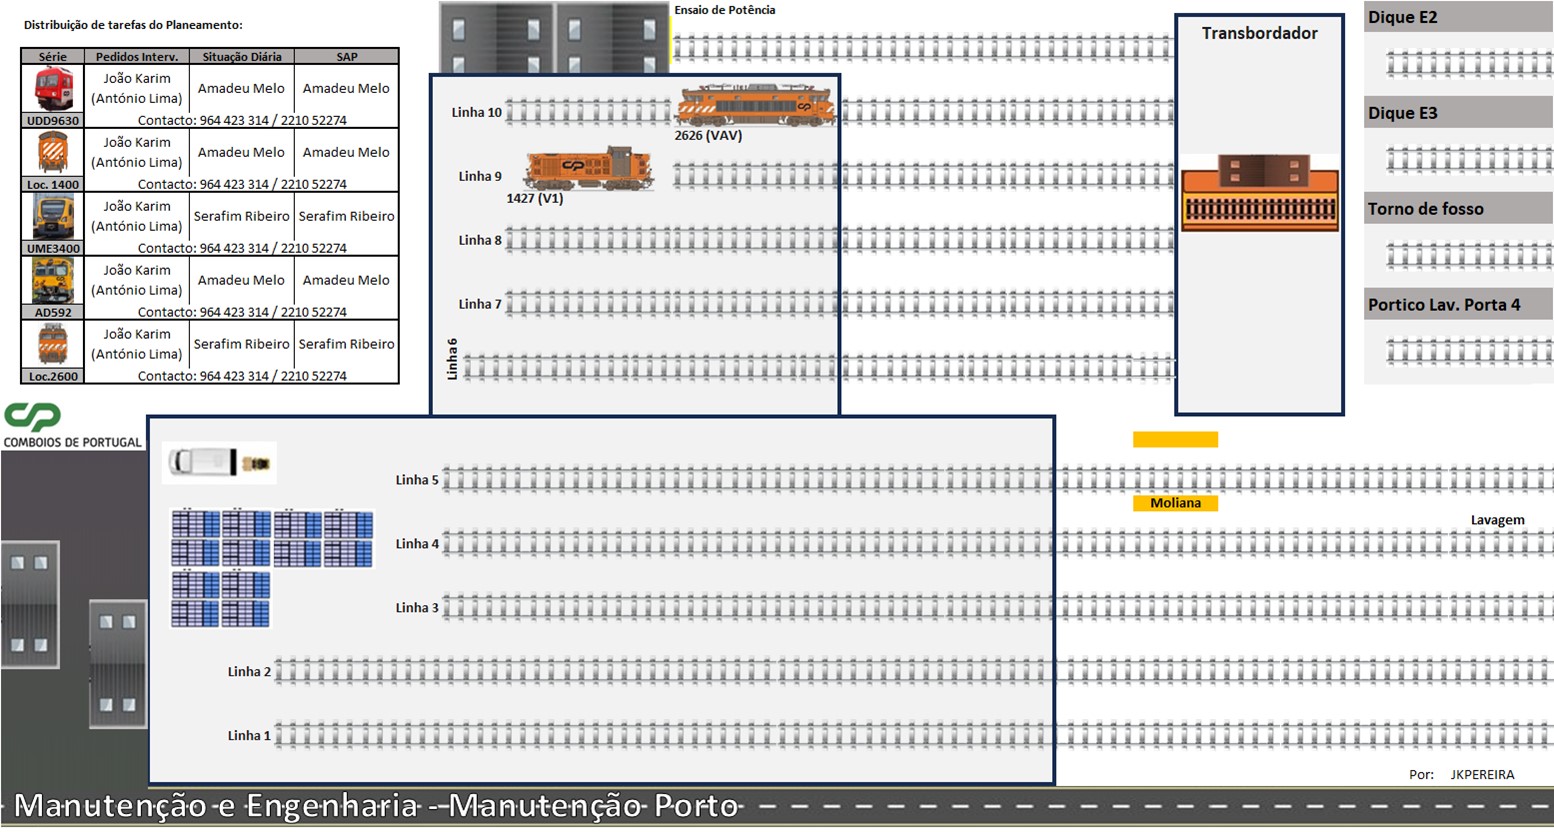 Distribuição de tarefas do Planeamento:
Série Pedidos Interv. Situação Diária SAP
UDD9630 João Karim (António Lima) Amadeu Melo Amadeu Melo
Contacto: 964 423 314 / 2210 52274
Loc. 1400 João Karim (António Lima) Amadeu Melo Amadeu Melo
Contacto: 964 423 314 / 2210 52274
UME3400 João Karim (António Lima) Serafim Ribeiro Serafim Ribeiro
Contacto: 964 423 314 / 2210 52274
AD592 João Karim (António Lima) Amadeu Melo Amadeu Melo
Contacto: 964 423 314 / 2210 52274
Loc.2600 João Karim (António Lima) Serafim Ribeiro Serafim Ribeiro
Contacto: 964 423 314 / 2210 52274
CP
COMBOIOS DE PORTUGAL
Ensaio de Potência
Linha 10
CP
2626 (VAV)
Linha 9
CP
1427 (V1)
Linha 8
Linha 7
Linha 6
Transbordador
Dique E2
Dique E3
Torno de fosso
Portico Lav. Porta 4
Linha 5
Moliana
Lavagem
Linha 4
Linha 3
Linha 2
Linha 1
Por: JKPEREIRA
Manutenção e Engenharia - Manutenção Porto